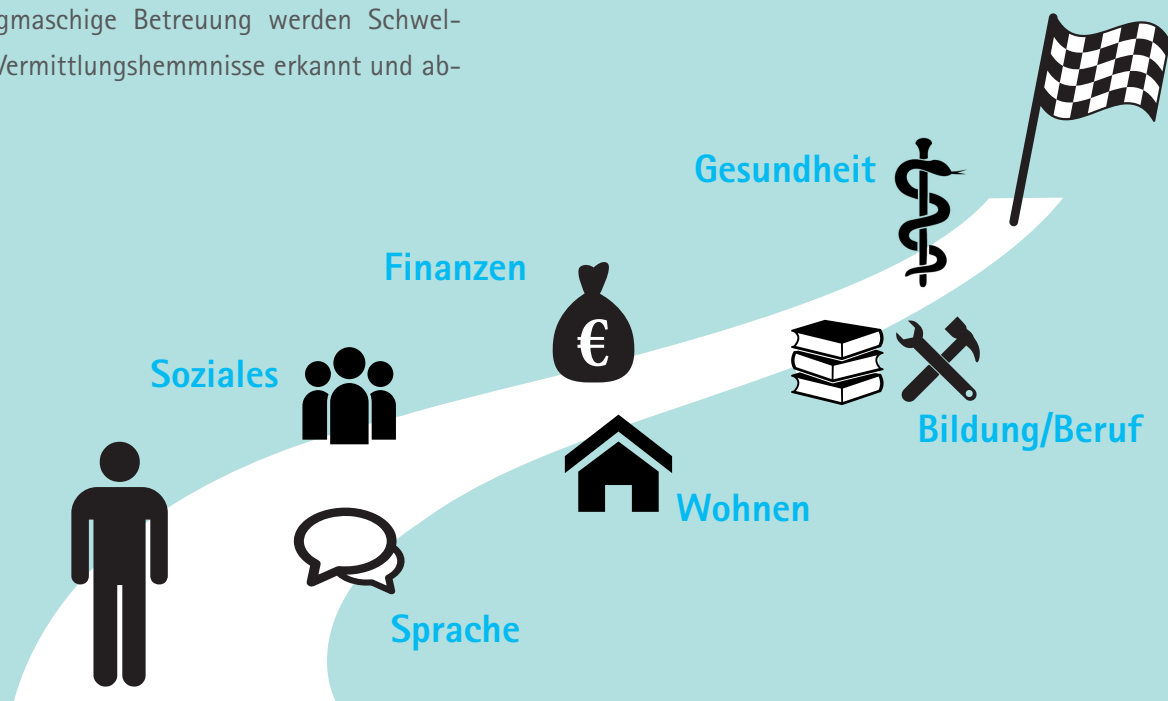 gmaschige Betreuung werden Schwel-
Vermittlungshemmnisse erkannt und ab-
Gesundheit
Finanzen
€
Soziales
Bildung/Beruf
Wohnen
Sprache